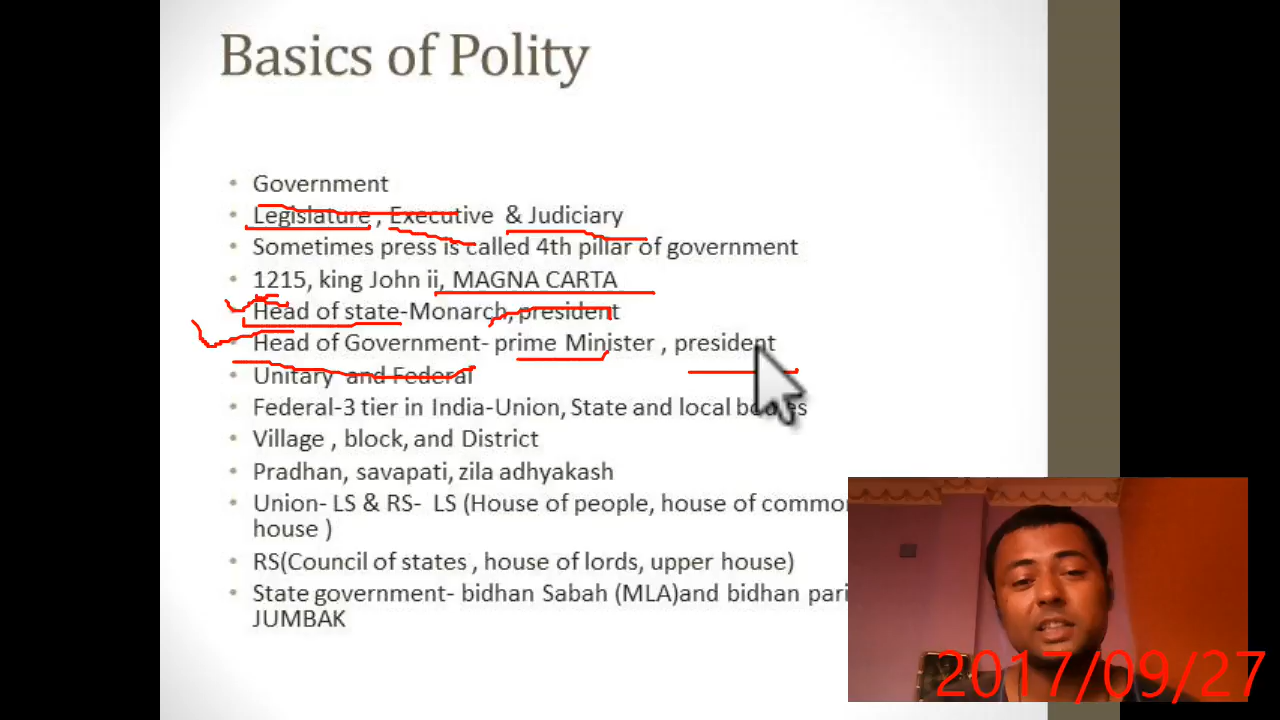 Basics of Polity
• Government
• Legislature , Executive & Judiciary
• Sometimes press is called 4th pillar of government
• 1215, king John ii, MAGNA CARTA
• Head of state-Monarch, president
• Head of Government- prime Minister , president
• Unitary and Federal
• Federal-3 tier in India-Union, State and local bodies
• Village , block, and District
• Pradhan, savapati, zila adhyakash
• Union- LS & RS- LS (House of people, house of common
house )
• RS(Council of states , house of lords, upper house)
• State government- bidhan Sabah (MLA)and bidhan pari
JUMBAK
2017/09/27